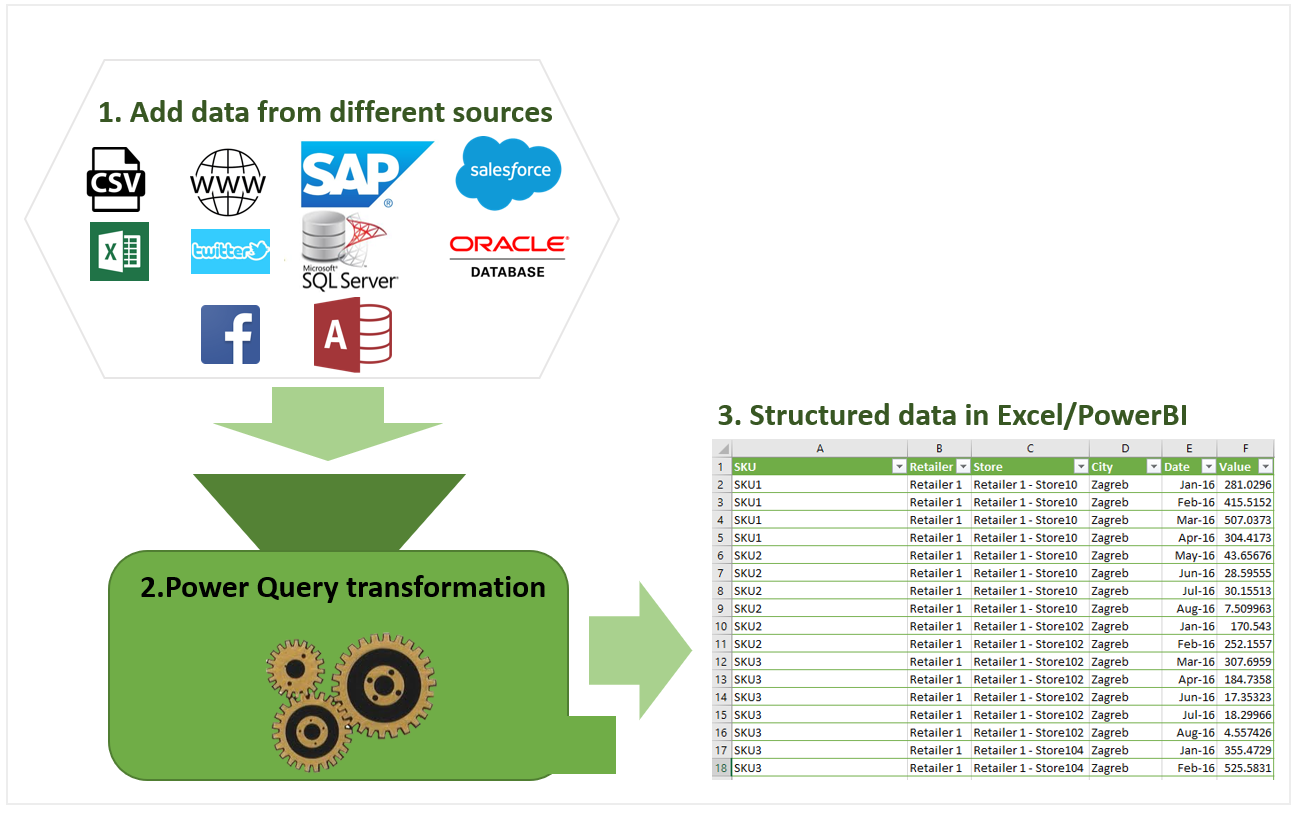 1. Add data from different sources
CSV
WWW
SAP
®
salesforce
X
twitter
Microsoft®
SQL Server®
ORACLE®
DATABASE
f
A
2.Power Query transformation
3. Structured data in Excel/PowerBI
A B C D E F
1 SKU Retailer Store City Date Value
2 SKU1 Retailer 1 Retailer 1 - Store10 Zagreb Jan-16 281.0296
3 SKU1 Retailer 1 Retailer 1 - Store10 Zagreb Feb-16 415.5152
4 SKU1 Retailer 1 Retailer 1 - Store10 Zagreb Mar-16 507.0373
5 SKU1 Retailer 1 Retailer 1 - Store10 Zagreb Apr-16 304.4173
6 SKU2 Retailer 1 Retailer 1 - Store10 Zagreb May-16 43.65676
7 SKU2 Retailer 1 Retailer 1 - Store10 Zagreb Jun-16 28.59555
8 SKU2 Retailer 1 Retailer 1 - Store10 Zagreb Jul-16 30.15513
9 SKU2 Retailer 1 Retailer 1 - Store10 Zagreb Aug-16 7.509963
10 SKU2 Retailer 1 Retailer 1 - Store102 Zagreb Jan-16 170.543
11 SKU2 Retailer 1 Retailer 1 - Store102 Zagreb Feb-16 252.1557
12 SKU3 Retailer 1 Retailer 1 - Store102 Zagreb Mar-16 307.6959
13 SKU3 Retailer 1 Retailer 1 - Store102 Zagreb Apr-16 184.7358
14 SKU3 Retailer 1 Retailer 1 - Store102 Zagreb Jun-16 17.35323
15 SKU3 Retailer 1 Retailer 1 - Store102 Zagreb Jul-16 18.29966
16 SKU3 Retailer 1 Retailer 1 - Store102 Zagreb Aug-16 4.557426
17 SKU3 Retailer 1 Retailer 1 - Store104 Zagreb Jan-16 355.4729
18 SKU3 Retailer 1 Retailer 1 - Store104 Zagreb Feb-16 525.5831